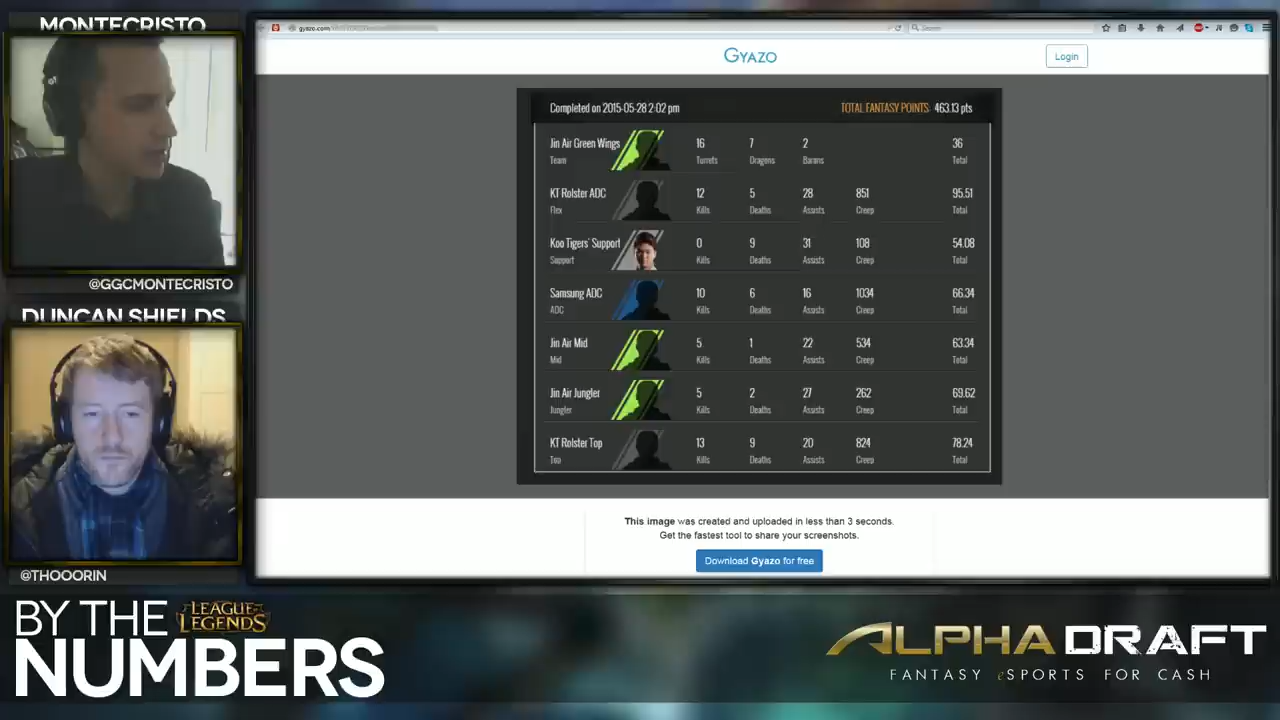 MONTECRISTO
@GGCMONTECRISTO
DUNCAN SHIELDS
@THOOORIN
BY THE
LEAGUE OF LEGENDS
NUMBERS
gyazo.com
Search
GYAZO
Login
Completed on 2015-05-28 2:02 pm TOTAL FANTASY POINTS: 463.13 pts
Jin Air Green Wings 16 7 2 36
Team Turrets Dragons Barons Total
KT Rolster ADC 12 5 28 851 95.51
Flex Kills Deaths Assists Creep Total
Koo Tigers' Support 0 9 31 108 54.08
Support Kills Deaths Assists Creep Total
Samsung ADC 10 6 16 1034 66.34
ADC Kills Deaths Assists Creep Total
Jin Air Mid 5 1 22 534 63.34
Mid Kills Deaths Assists Creep Total
Jin Air Jungler 5 2 27 262 69.62
Jungler Kills Deaths Assists Creep Total
KT Rolster Top 13 9 20 824 78.24
Top Kills Deaths Assists Creep Total
This image was created and uploaded in less than 3 seconds.
Get the fastest tool to share your screenshots.
Download Gyazo for free
ALPHADRAFT
FANTASY eSPORTS FOR CASH